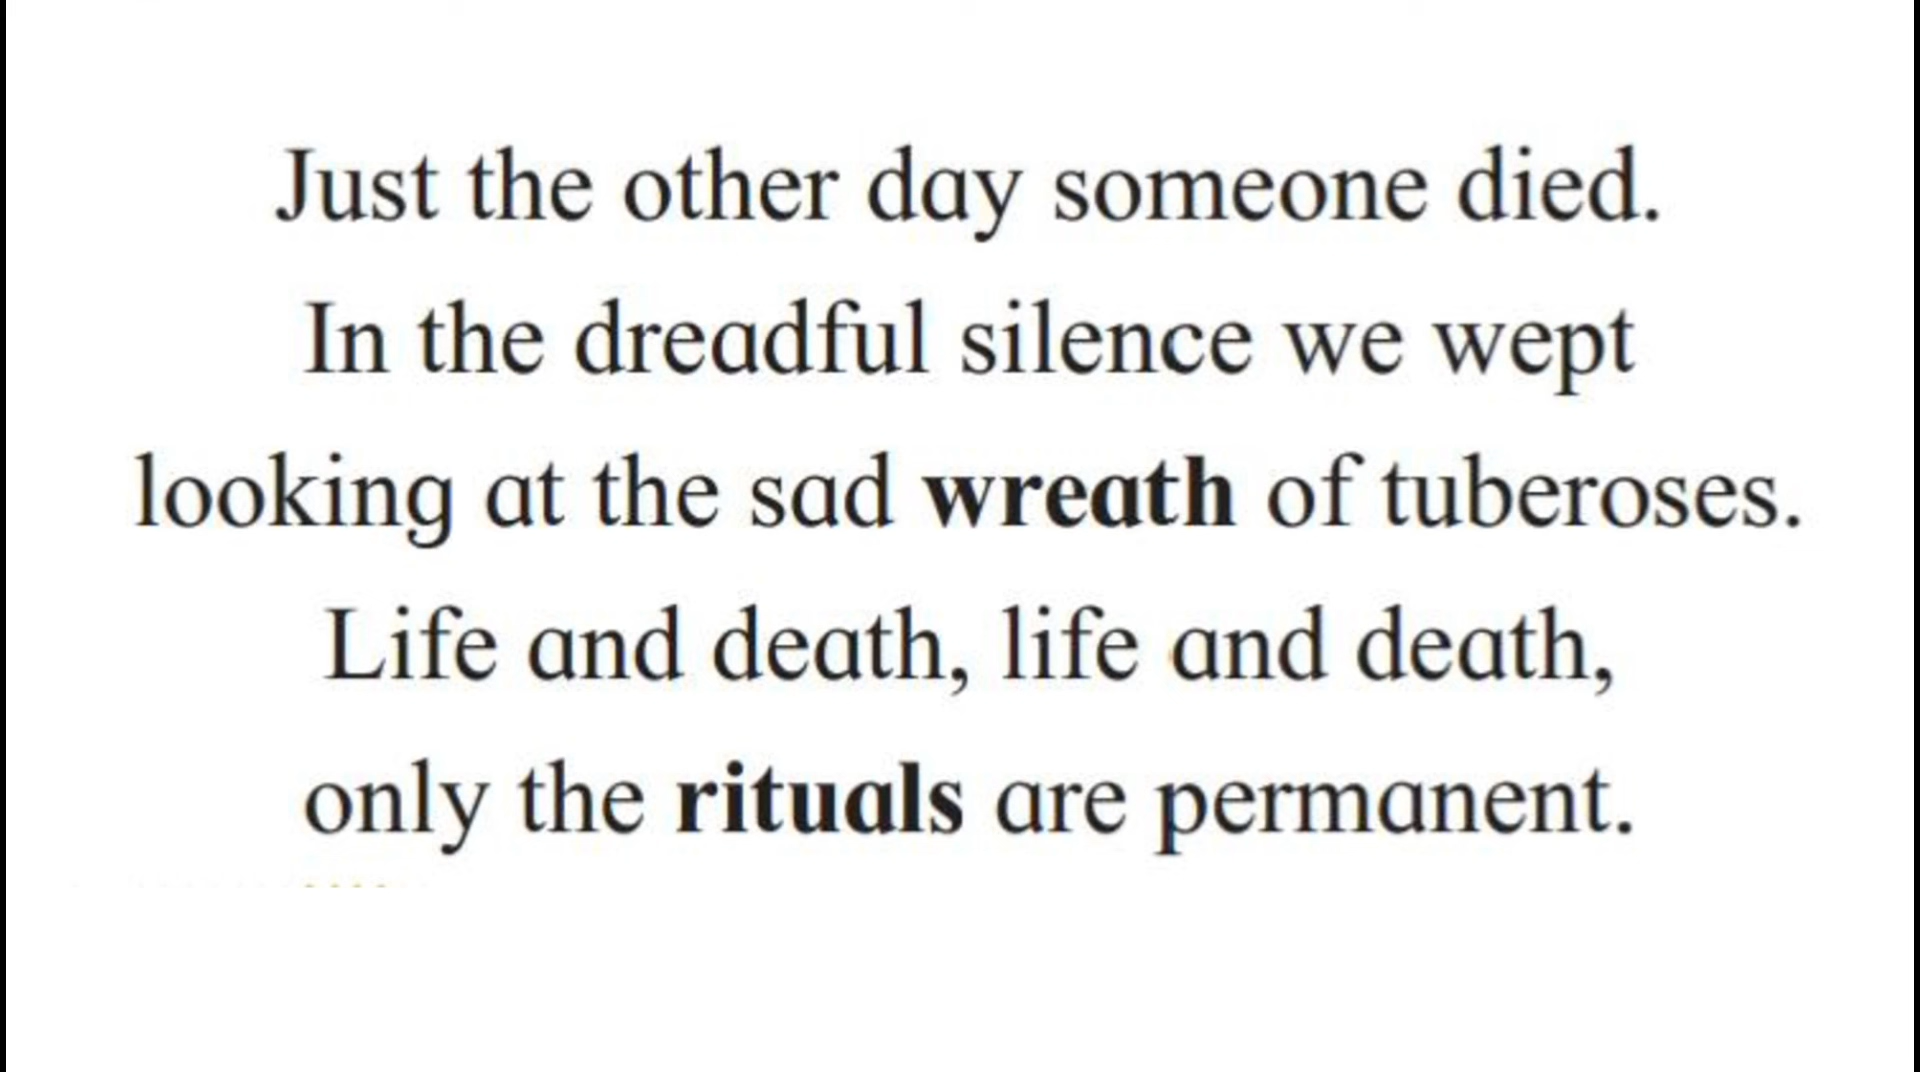 Just the other day someone died.
In the dreadful silence we wept
looking at the sad wreath of tuberoses.
Life and death, life and death,
only the rituals are permanent.